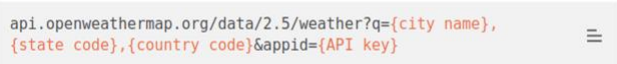 api.openweathermap.org/data/2.5/weather?q={city name},
{state code},{country code}&appid={API key}